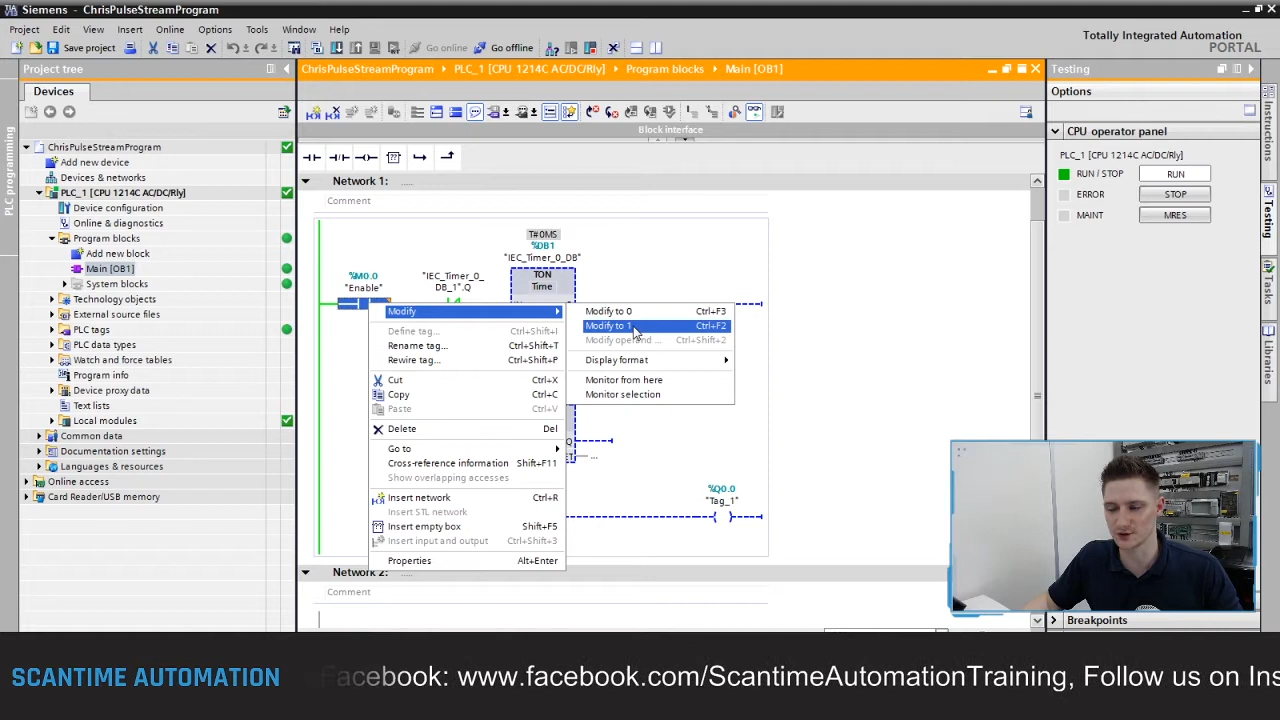 Siemens - ChrisPulseStreamProgram
Project Edit View Insert Online Options Tools Window Help
Totally Integrated Automation
PORTAL
Save project
Go online
Go offline
Project tree
ChrisPulseStreamProgram
PLC_1 [CPU 1214C AC/DC/Rly]
Program blocks
Main [OB1]
Testing
Devices
Options
PLC programming
Block interface
CPU operator panel
ChrisPulseStreamProgram
Add new device
Devices & networks
PLC_1 [CPU 1214C AC/DC/Rly]
Device configuration
Online & diagnostics
Program blocks
Add new block
Main [OB1]
System blocks
Technology objects
External source files
PLC tags
PLC data types
Watch and force tables
Program info
Device proxy data
Text lists
Local modules
Common data
Documentation settings
Languages & resources
Online access
Card Reader/USB memory
Network 1: .....
Comment
T#0MS
%DB1
"IEC_Timer_0_DB"
TON
Time
%M0.0
"Enable"
"IEC_Timer_0_
DB_1".Q
Modify
Define tag... Ctrl+Shift+I
Rename tag... Ctrl+Shift+T
Rewire tag... Ctrl+Shift+P
Cut Ctrl+X
Copy Ctrl+C
Paste Ctrl+V
Delete Del
Go to
Cross-reference information Shift+F11
Show overlapping accesses
Insert network Ctrl+R
Insert STL network
Insert empty box Shift+F5
Insert input and output Ctrl+Shift+3
Properties Alt+Enter
Modify to 0 Ctrl+F3
Modify to 1 Ctrl+F2
Modify operand ... Ctrl+Shift+2
Display format
Monitor from here
Monitor selection
Q
ET
...
%Q0.0
"Tag_1"
Network 2: .....
Comment
PLC_1 [CPU 1214C AC/DC/Rly]
RUN / STOP RUN
ERROR STOP
MAINT MRES
Breakpoints
Instructions
Testing
Tasks
Libraries
SCANTIME AUTOMATION
Facebook: www.facebook.com/ScantimeAutomationTraining, Follow us on Ins